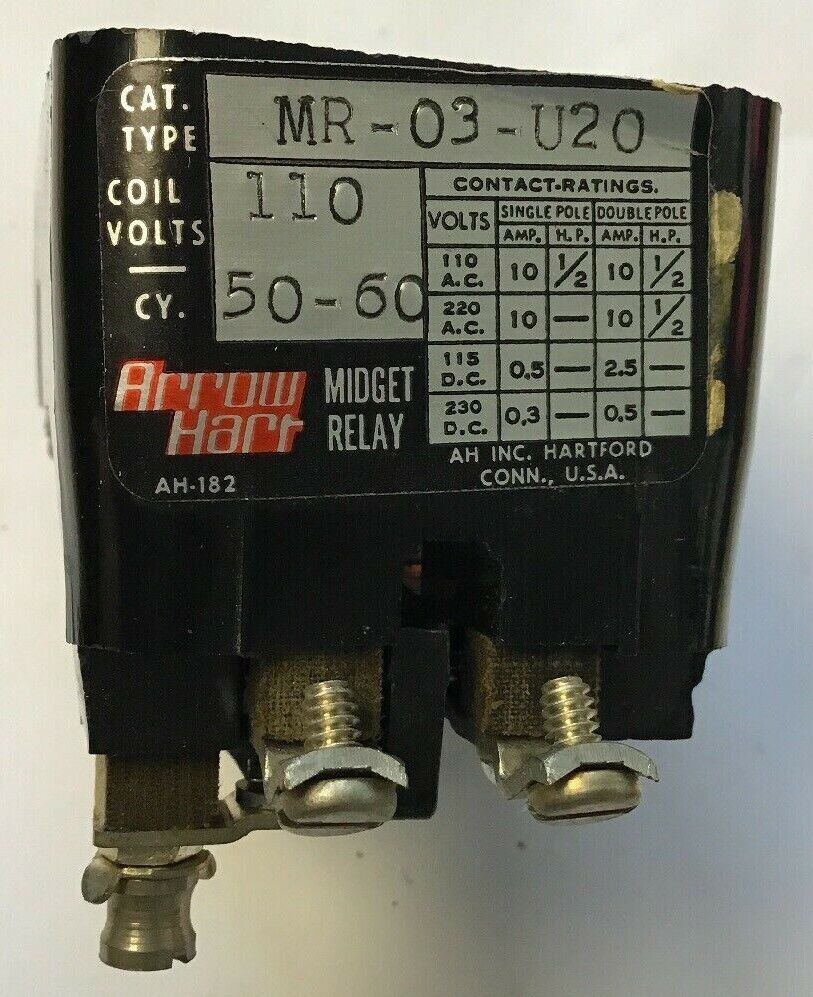 CAT. TYPE MR-03-U20
COIL VOLTS 110
CY. 50-60
CONTACT-RATINGS.
VOLTS SINGLE POLE DOUBLE POLE
AMP. H.P. AMP. H.P.
110 A.C. 10 1/2 10 1/2
220 A.C. 10 — 10 1/2
115 D.C. 0.5 — 2.5 —
230 D.C. 0.3 — 0.5 —
Arrow Hart
MIDGET RELAY
AH INC. HARTFORD
CONN., U.S.A.
AH-182